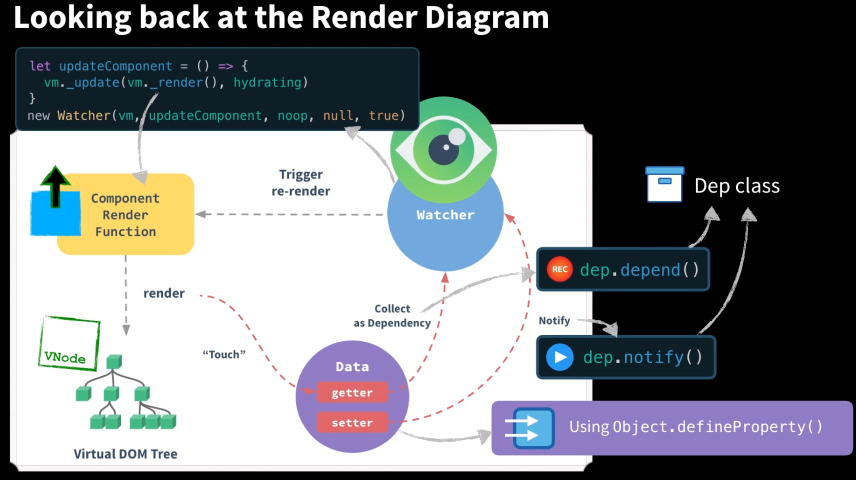 Looking back at the Render Diagram
let updateComponent = () => {
vm._update(vm._render(), hydrating)
}
new Watcher(vm, updateComponent, noop, null, true)
Trigger
re-render
Component
Render
Function
Watcher
Dep class
REC dep.depend()
render
Collect
as Dependency
Notify
"Touch"
dep.notify()
VNode
Data
getter
setter
Using Object.defineProperty()
Virtual DOM Tree